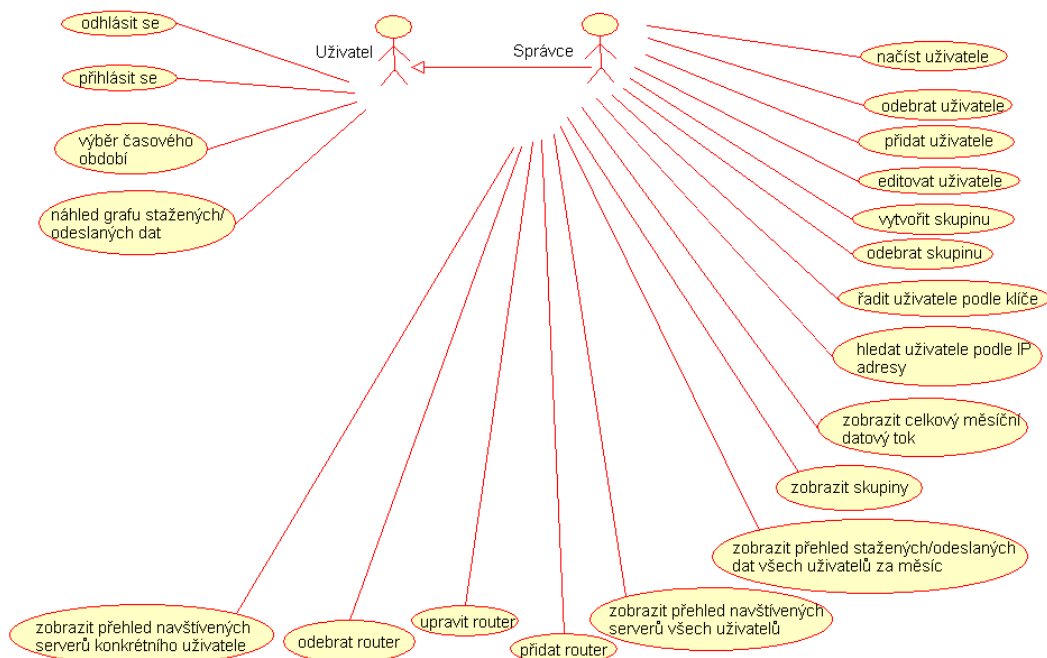 odhlásit se
Uživatel
Správce
načíst uživatele
přihlásit se
odebrat uživatele
výběr časového
období
přidat uživatele
editovat uživatele
náhled grafu stažených/
odeslaných dat
vytvořit skupinu
odebrat skupinu
řadit uživatele podle klíče
hledat uživatele podle IP
adresy
zobrazit celkový měsíční
datový tok
zobrazit skupiny
zobrazit přehled stažených/odeslaných
dat všech uživatelů za měsíc
zobrazit přehled navštívených
serverů konkrétního uživatele
odebrat router
upravit router
přidat router
zobrazit přehled navštívených
serverů všech uživatelů